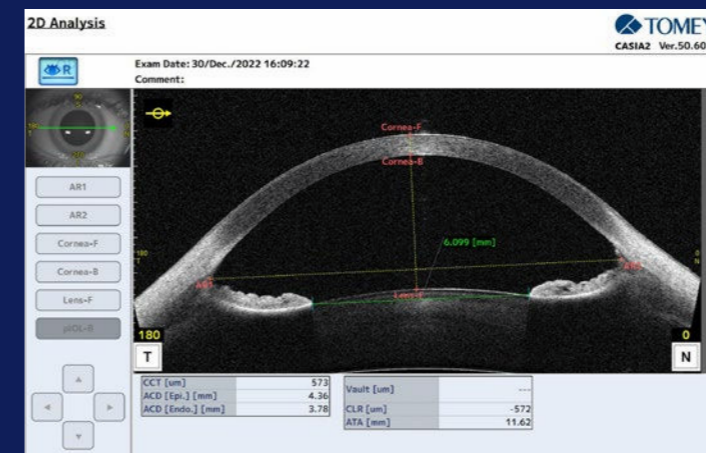 2D Analysis
TOMEY
CASIA2 Ver.50.60
R
Exam Date: 30/Dec./2022 16:09:22
Comment:
AR1
AR2
Cornea-F
Cornea-B
Lens-F
pIOL-B
Cornea-F
Cornea-B
6.099 [mm]
180
T
0
N
CCT [um] 573
ACD [Epi.] [mm] 4.36
ACD [Endo.] [mm] 3.78
Vault [um] ---
CLR [um] -572
ATA [mm] 11.62